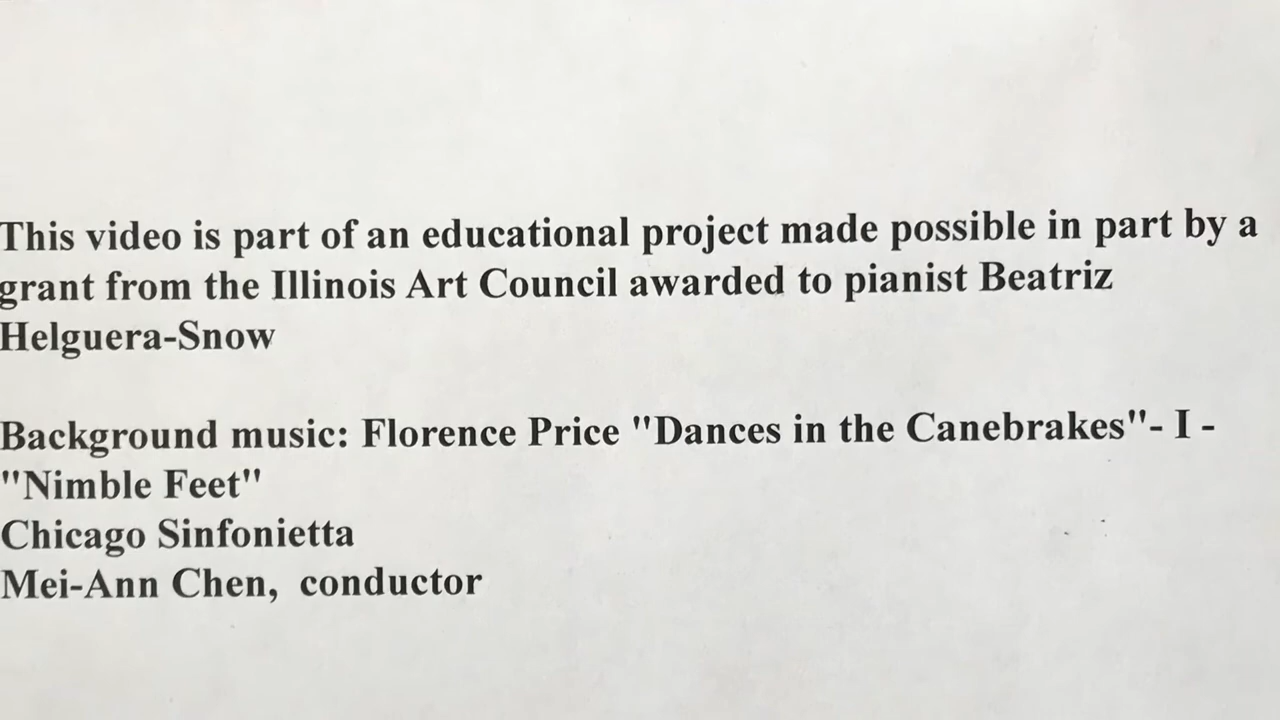 This video is part of an educational project made possible in part by a
grant from the Illinois Art Council awarded to pianist Beatriz
Helguera-Snow
Background music: Florence Price "Dances in the Canebrakes"- I -
"Nimble Feet"
Chicago Sinfonietta
Mei-Ann Chen,  conductor